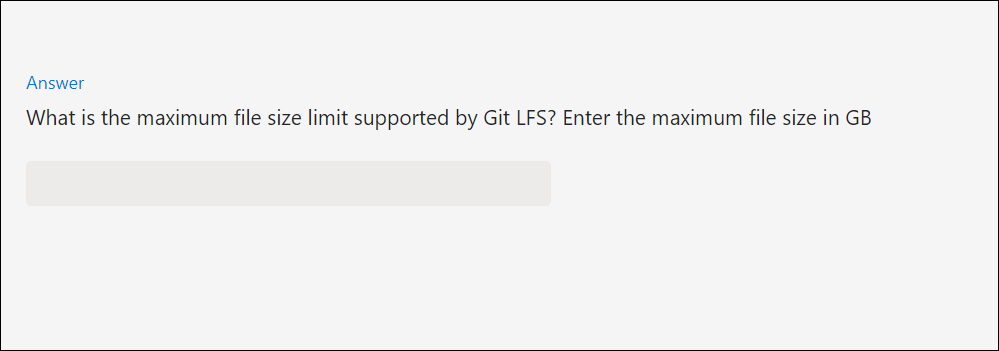 Answer
What is the maximum file size limit supported by Git LFS? Enter the maximum file size in GB